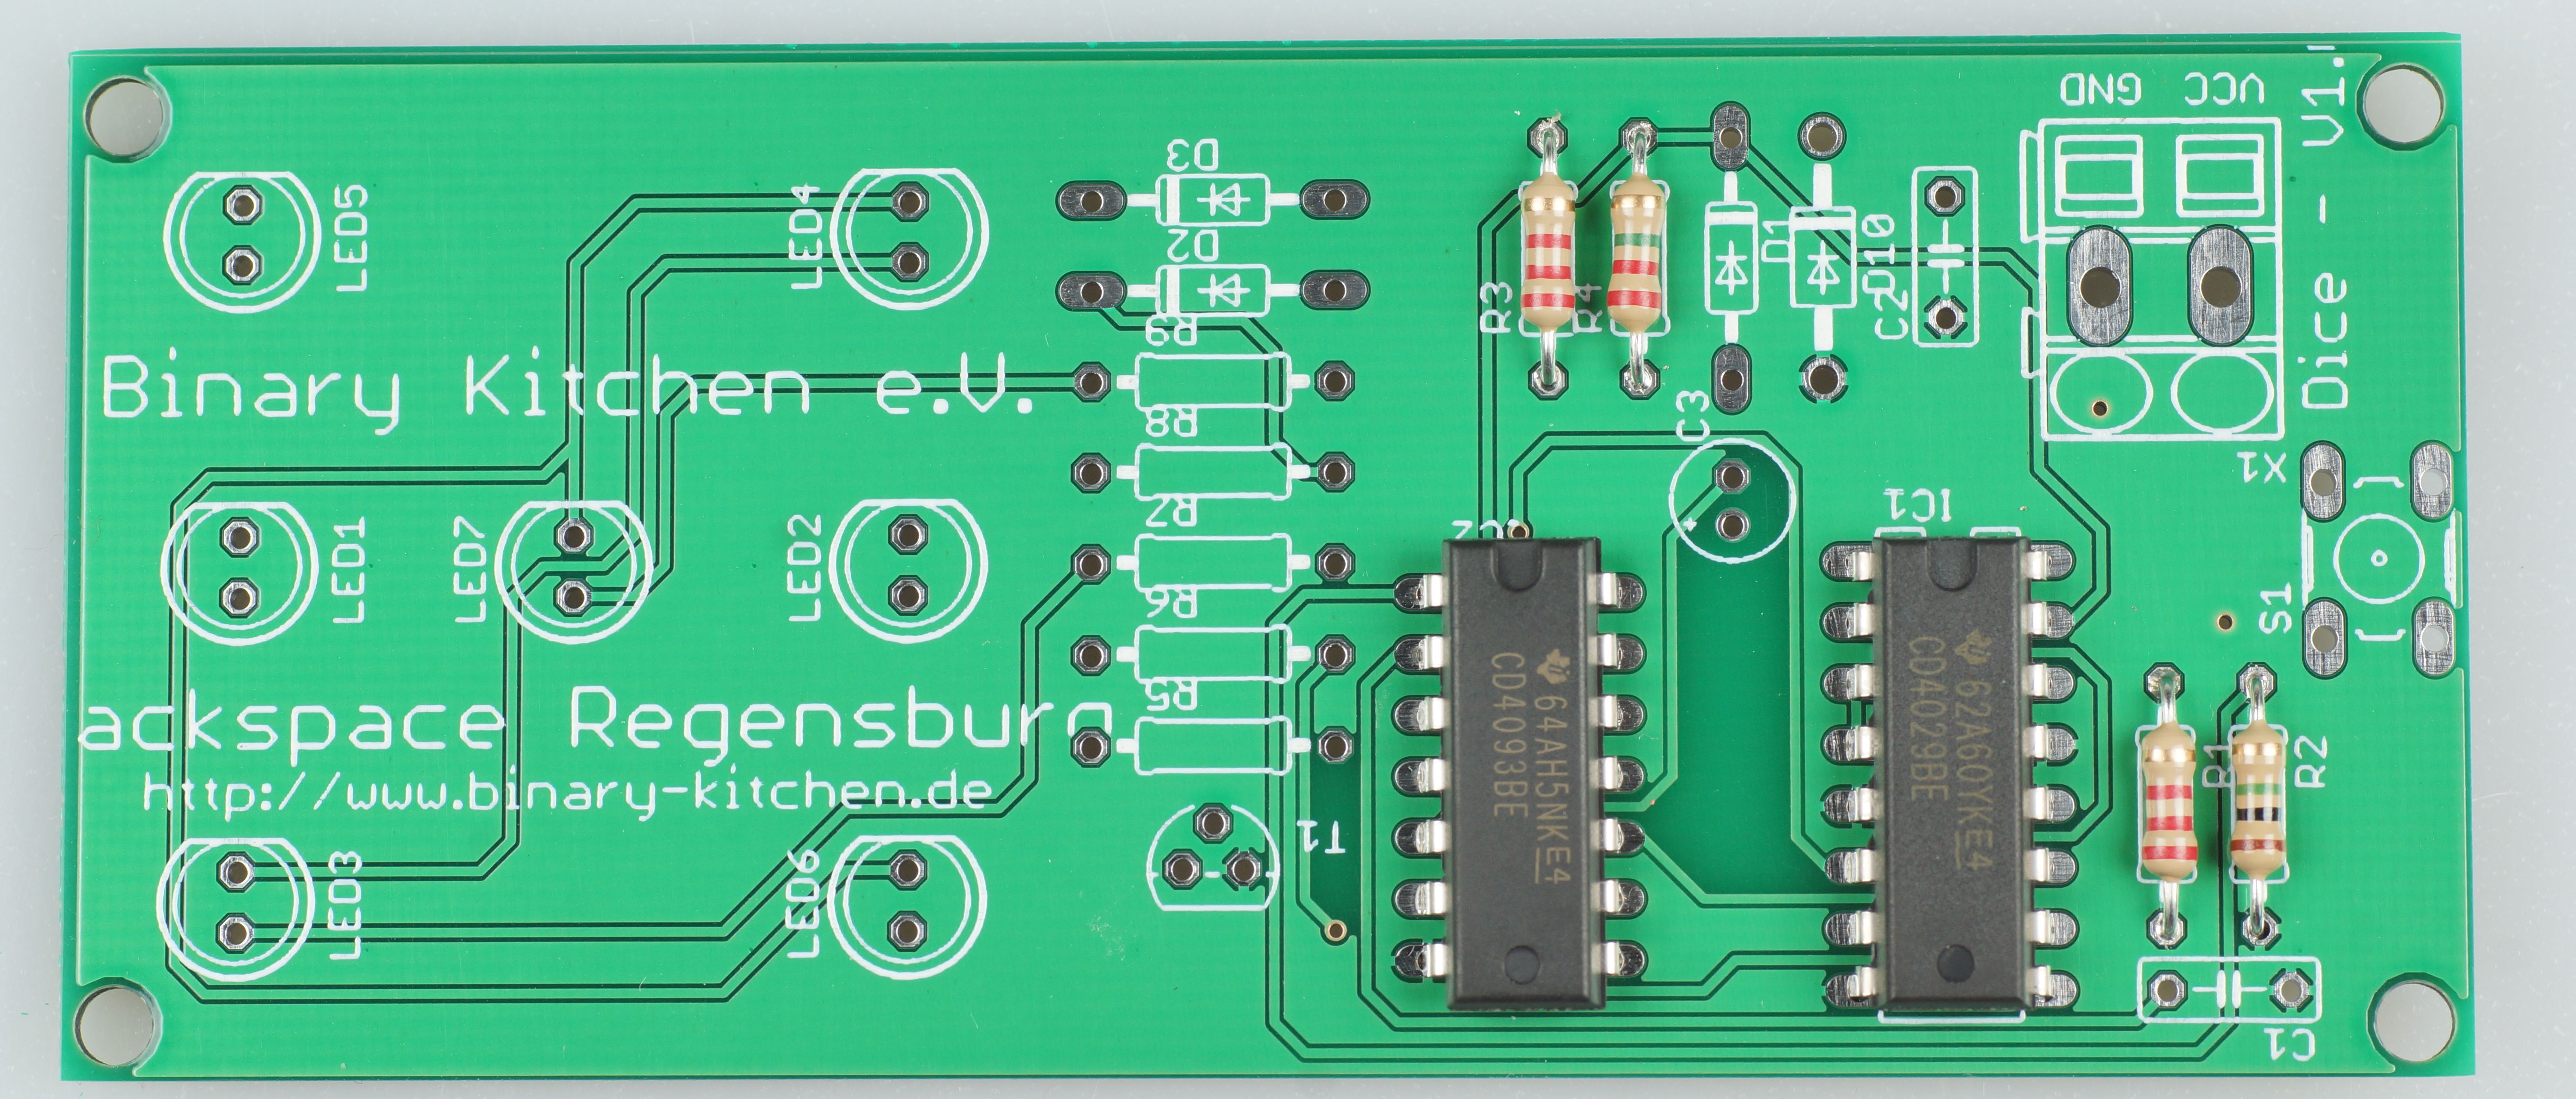 GND VCC
Dice - V1.
D3
LED5
LED4
D2
D1
D10
R3
R4
C2
R9
Binary Kitchen e.V.
R8
C3
X1
IC1
LED1
LED7
LED2
R7
S1
R6
64AH5NKE4
CD4093BE
62A60YKE4
CD4029BE
R5
ackspace Regensburg
R1
R2
http://www.binary-kitchen.de
T1
LED3
LED6
C1